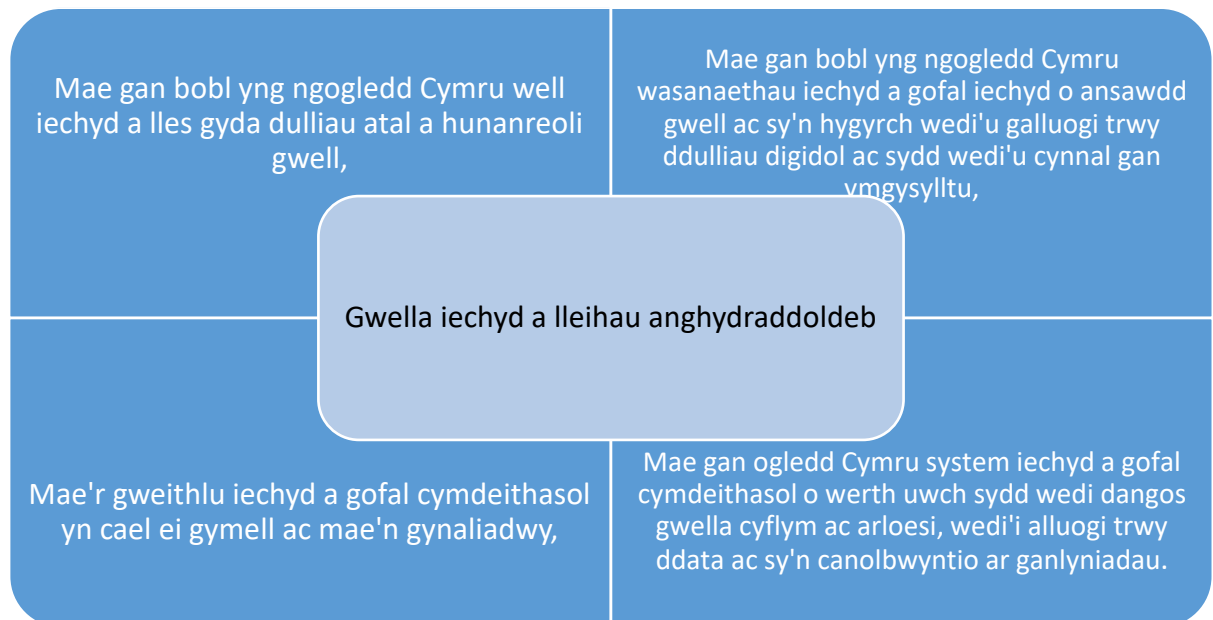 Mae gan bobl yng ngogledd Cymru well
iechyd a lles gyda dulliau atal a hunanreoli
gwell,
Mae gan bobl yng ngogledd Cymru
wasanaethau iechyd a gofal iechyd o ansawdd
gwell ac sy'n hygyrch wedi'u galluogi trwy
ddulliau digidol ac sydd wedi'u cynnal gan
ymgysylltu,
Gwella iechyd a lleihau anghydraddoldeb
Mae'r gweithlu iechyd a gofal cymdeithasol
yn cael ei gymell ac mae'n gynaliadwy,
Mae gan ogledd Cymru system iechyd a gofal
cymdeithasol o werth uwch sydd wedi dangos
gwella cyflym ac arloesi, wedi'i alluogi trwy
ddata ac sy'n canolbwyntio ar ganlyniadau.